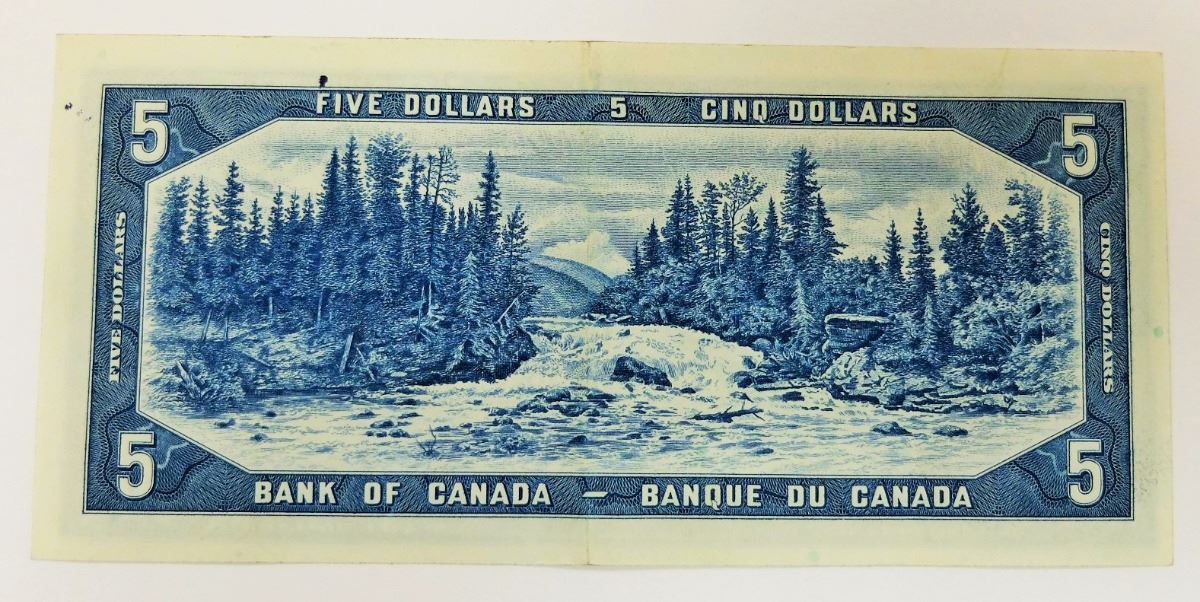 FIVE DOLLARS 5 CINQ DOLLARS
5 5
FIVE DOLLARS
CINQ DOLLARS
5 5
BANK OF CANADA – BANQUE DU CANADA